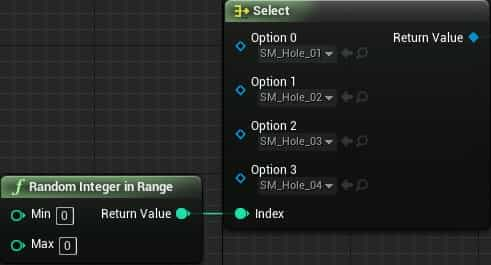 Select
Option 0
Return Value
SM_Hole_01
Option 1
SM_Hole_02
Option 2
SM_Hole_03
Option 3
SM_Hole_04
Index
f Random Integer in Range
Min 0
Return Value
Max 0